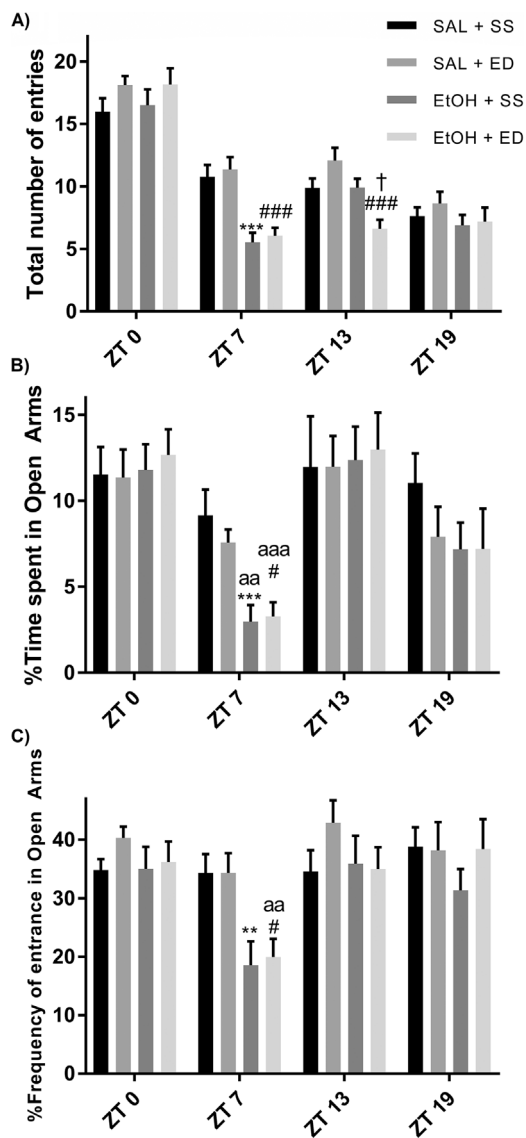 A)
SAL + SS
SAL + ED
EtOH + SS
EtOH + ED
Total number of entries
20
15
10
5
0
***
###
†
###
ZT 0
ZT 7
ZT 13
ZT 19
B)
%Time spent in Open Arms
15
10
5
0
aa
***
aaa
#
ZT 0
ZT 7
ZT 13
ZT 19
C)
%Frequency of entrance in Open Arms
40
30
20
10
0
**
aa
#
ZT 0
ZT 7
ZT 13
ZT 19